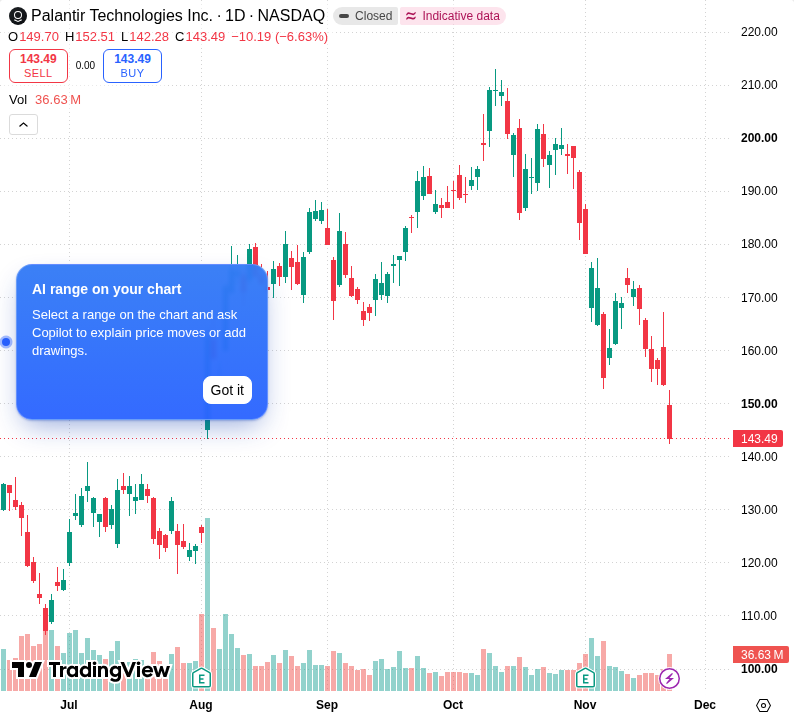 Palantir Technologies Inc. · 1D · NASDAQ Closed Indicative data
O149.70 H152.51 L142.28 C143.49 −10.19 (−6.63%)
143.49 SELL 0.00 143.49 BUY
Vol 36.63 M
AI range on your chart
Select a range on the chart and ask
Copilot to explain price moves or add
drawings.
Got it
220.00
210.00
200.00
190.00
180.00
170.00
160.00
150.00
143.49
140.00
130.00
120.00
110.00
36.63 M
100.00
TradingView
E
E
Jul Aug Sep Oct Nov Dec